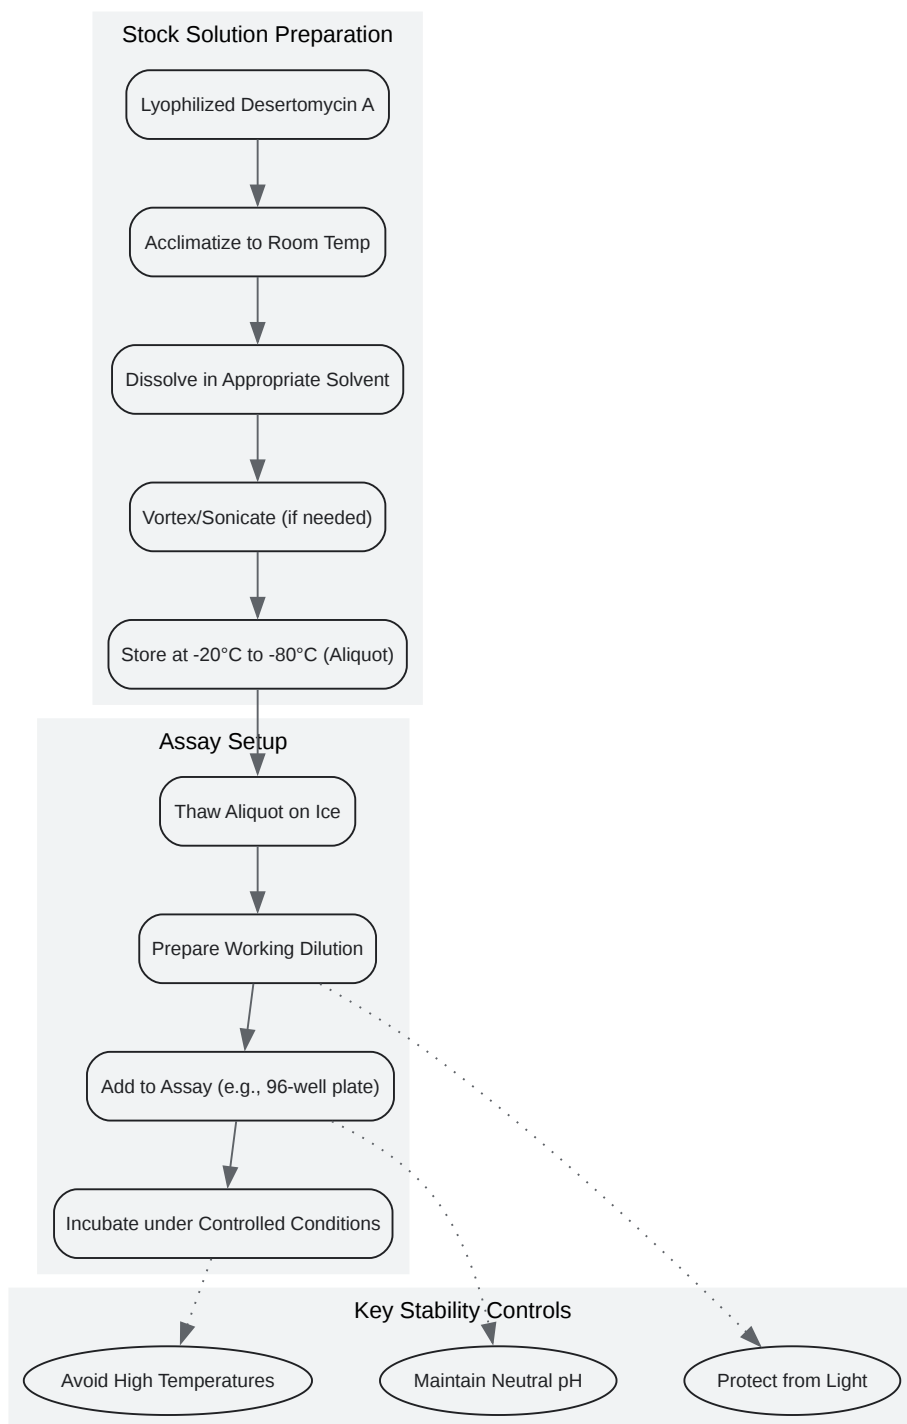 Stock Solution Preparation
Lyophilized Desertomycin A
Acclimatize to Room Temp
Dissolve in Appropriate Solvent
Vortex/Sonicate (if needed)
Store at -20°C to -80°C (Aliquot)
Assay Setup
Thaw Aliquot on Ice
Prepare Working Dilution
Add to Assay (e.g., 96-well plate)
Incubate under Controlled Conditions
Key Stability Controls
Avoid High Temperatures
Maintain Neutral pH
Protect from Light